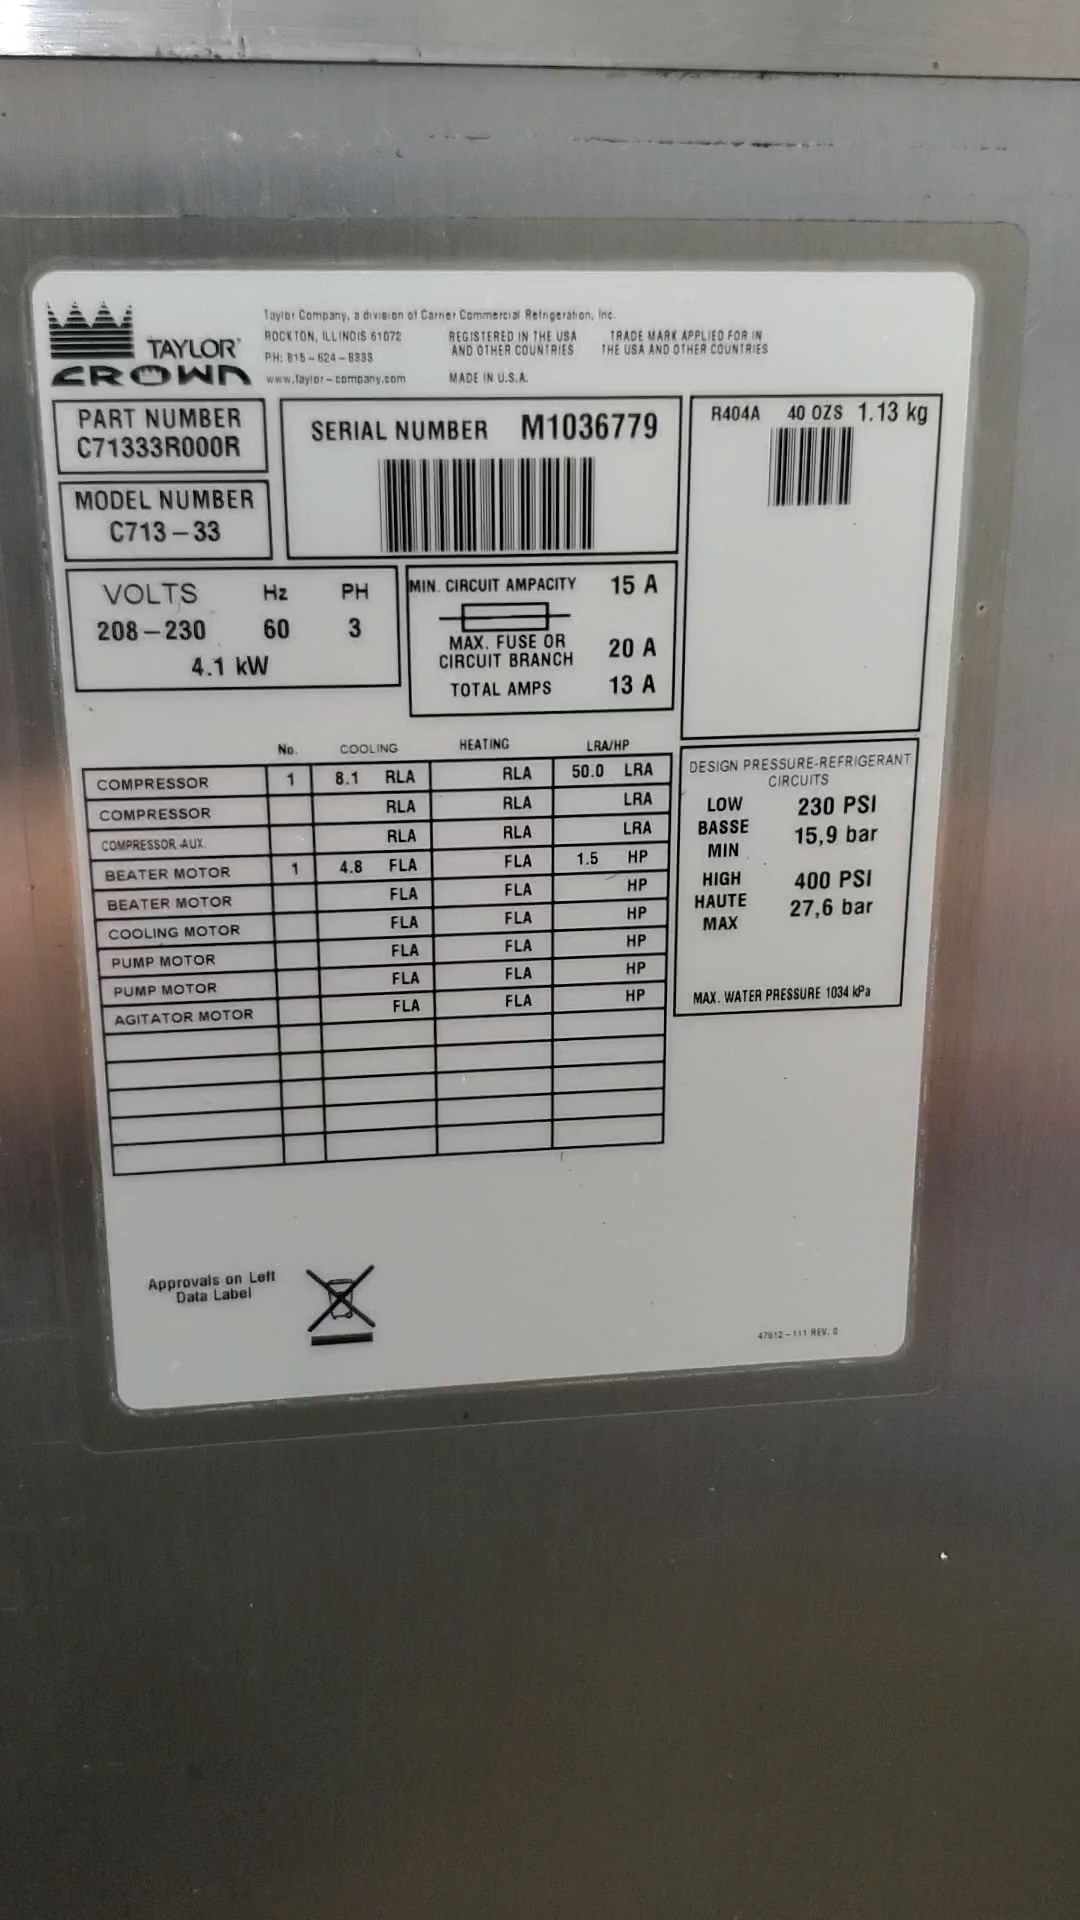 TAYLOR
CROWN
Taylor Company, a division of Carrier Commercial Refrigeration, Inc.
ROCKTON, ILLINOIS 61072
PH: 815-624-8333
www.taylor-company.com
REGISTERED IN THE USA
AND OTHER COUNTRIES
MADE IN U.S.A.
TRADE MARK APPLIED FOR IN
THE USA AND OTHER COUNTRIES
PART NUMBER
C71333R000R
MODEL NUMBER
C713-33
SERIAL NUMBER M1036779
R404A 40 OZS 1.13 kg
VOLTS Hz PH
208-230 60 3
4.1 kW
MIN. CIRCUIT AMPACITY 15 A
MAX. FUSE OR
CIRCUIT BRANCH 20 A
TOTAL AMPS 13 A
No. COOLING HEATING LRA/HP
COMPRESSOR 1 8.1 RLA RLA 50.0 LRA
COMPRESSOR RLA RLA LRA
COMPRESSOR AUX. RLA RLA LRA
BEATER MOTOR 1 4.8 FLA FLA 1.5 HP
BEATER MOTOR FLA FLA HP
COOLING MOTOR FLA FLA HP
PUMP MOTOR FLA FLA HP
PUMP MOTOR FLA FLA HP
AGITATOR MOTOR FLA FLA HP
DESIGN PRESSURE-REFRIGERANT
CIRCUITS
LOW 230 PSI
BASSE 15,9 bar
MIN
HIGH 400 PSI
HAUTE 27,6 bar
MAX
MAX. WATER PRESSURE 1034 kPa
Approvals on Left
Data Label
47612-111 REV. 0